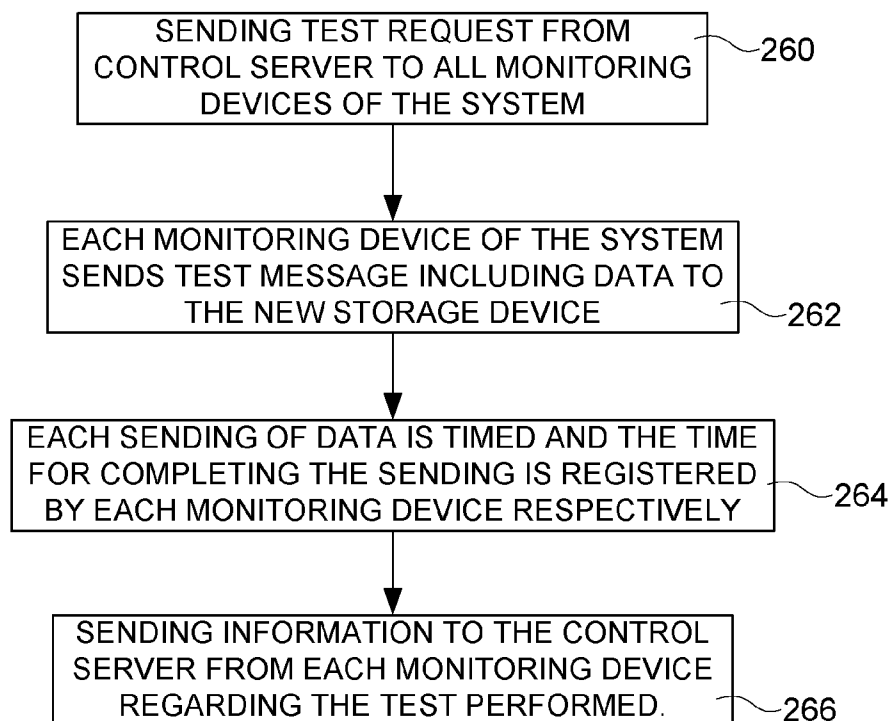 SENDING TEST REQUEST FROM
CONTROL SERVER TO ALL MONITORING
DEVICES OF THE SYSTEM
260
EACH MONITORING DEVICE OF THE SYSTEM
SENDS TEST MESSAGE INCLUDING DATA TO
THE NEW STORAGE DEVICE
262
EACH SENDING OF DATA IS TIMED AND THE TIME
FOR COMPLETING THE SENDING IS REGISTERED
BY EACH MONITORING DEVICE RESPECTIVELY
264
SENDING INFORMATION TO THE CONTROL
SERVER FROM EACH MONITORING DEVICE
REGARDING THE TEST PERFORMED.
266